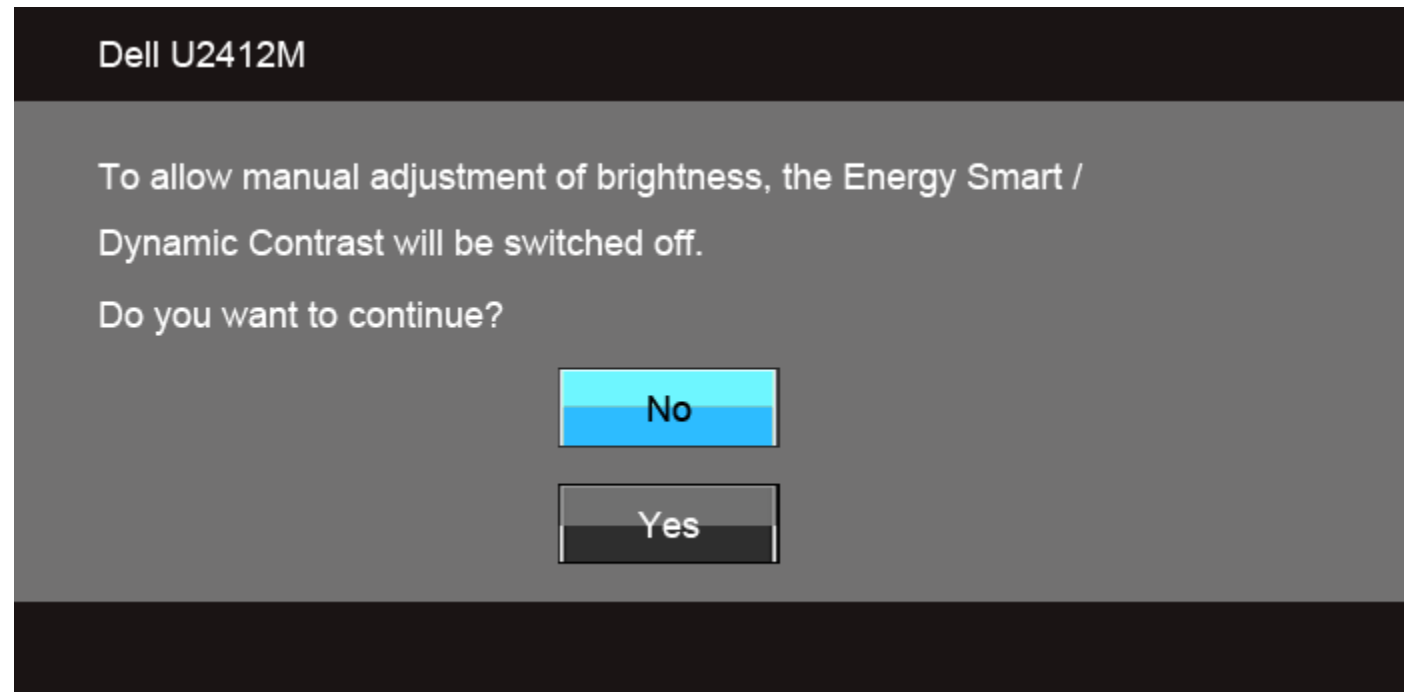 Dell U2412M
To allow manual adjustment of brightness, the Energy Smart /
Dynamic Contrast will be switched off.
Do you want to continue?
No
Yes